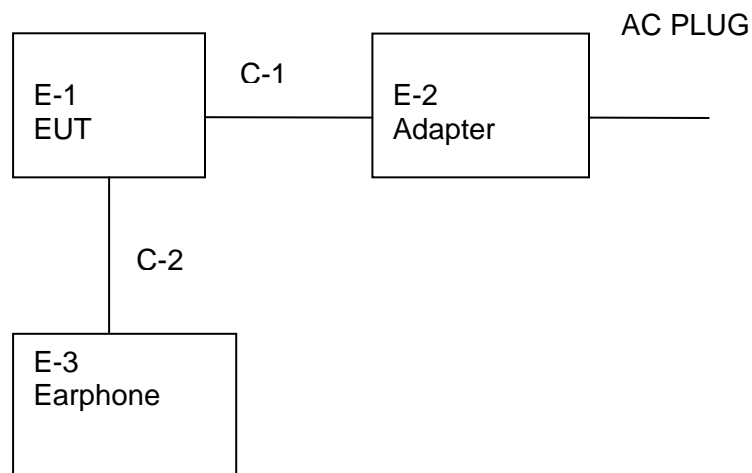 AC PLUG
C-1
E-1
EUT
E-2
Adapter
C-2
E-3
Earphone